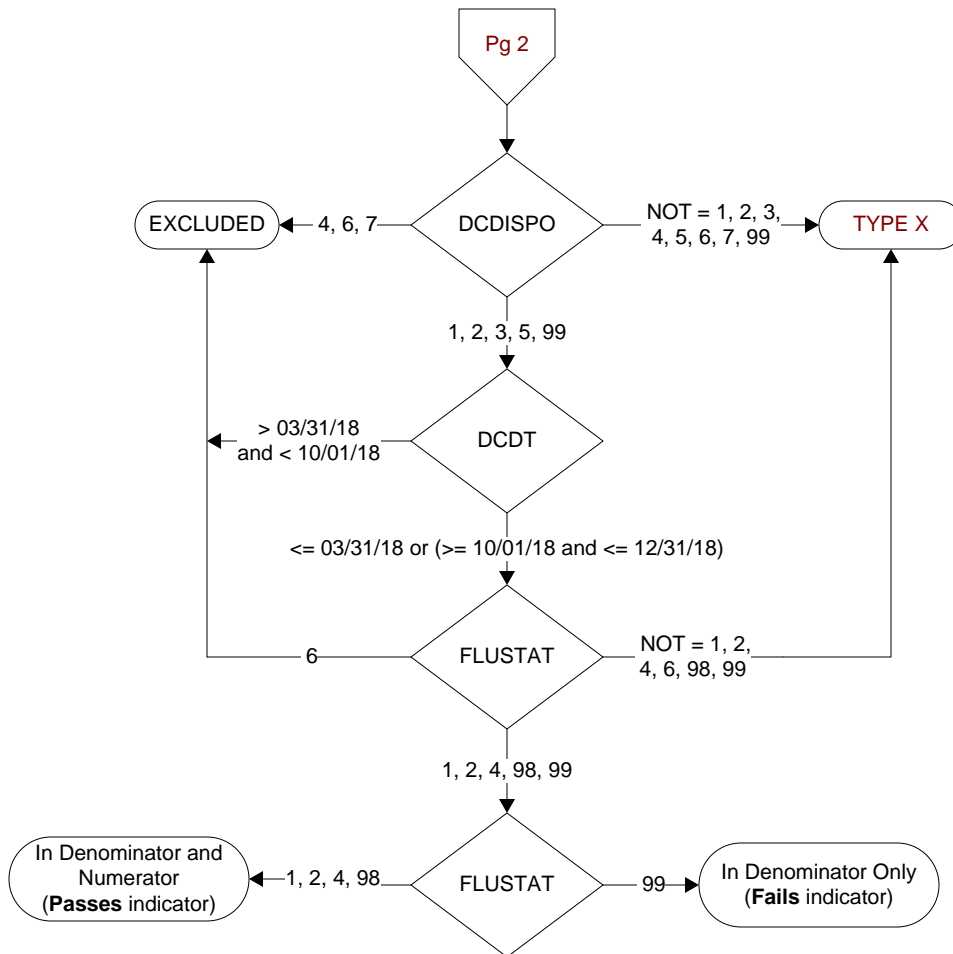 Pg 2
EXCLUDED
4, 6, 7
DCDISPO
NOT = 1, 2, 3,
4, 5, 6, 7, 99
TYPE X
1, 2, 3, 5, 99
> 03/31/18
and < 10/01/18
DCDT
<= 03/31/18 or (>= 10/01/18 and <= 12/31/18)
6
FLUSTAT
NOT = 1, 2,
4, 6, 98, 99
1, 2, 4, 98, 99
In Denominator and
Numerator
(Passes indicator)
1, 2, 4, 98
FLUSTAT
99
In Denominator Only
(Fails indicator)